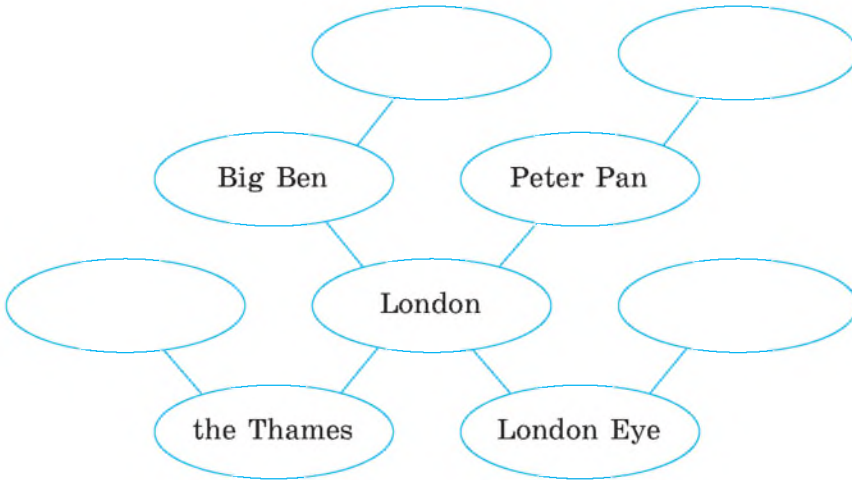 Big Ben
Peter Pan
London
the Thames
London Eye